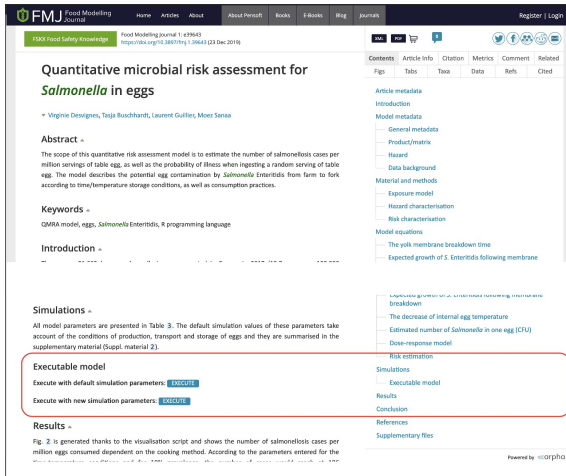 FMJ Food Modelling Journal
Home Articles About About Pensoft Books E-Books Blog Journals Register | Login
FSKX Food Safety Knowledge
Food Modelling Journal 1: e39643
https://doi.org/10.3897/fmj.1.39643 (23 Dec 2019)
XML PDF
Contents Article Info Citation Metrics Comment Related
Figs Tabs Taxa Data Refs Cited
Quantitative microbial risk assessment for
Salmonella in eggs
Virginie Desvignes, Tasja Buschhardt, Laurent Guillier, Moez Sanaa
Abstract
The scope of this quantitative risk assessment model is to estimate the number of salmonellosis cases per
million servings of table egg, as well as the probability of illness when ingesting a random serving of table
egg. The model describes the potential egg contamination by Salmonella Enteritidis from farm to fork
according to time/temperature storage conditions, as well as consumption practices.
Keywords
QMRA model, eggs, Salmonella Enteritidis, R programming language
Introduction
Article metadata
Introduction
Model metadata
General metadata
Product/matrix
Hazard
Data background
Material and methods
Exposure model
Hazard characterisation
Risk characterisation
Model equations
The yolk membrane breakdown time
Expected growth of S. Enteritidis following membrane
Simulations
All model parameters are presented in Table 3. The default simulation values of these parameters take
account of the conditions of production, transport and storage of eggs and they are summarised in the
supplementary material (Suppl. material 2).
Executable model
Execute with default simulation parameters: EXECUTE
Execute with new simulation parameters: EXECUTE
Results
Fig. 2 is generated thanks to the visualisation script and shows the number of salmonellosis cases per
million eggs consumed dependent on the cooking method. According to the parameters entered for the
Expected growth of S. Enteritidis following membrane
breakdown
The decrease of internal egg temperature
Estimated number of Salmonella in one egg (CFU)
Dose-response model
Risk estimation
Simulations
Executable model
Results
Conclusion
References
Supplementary files
Powered by arpha